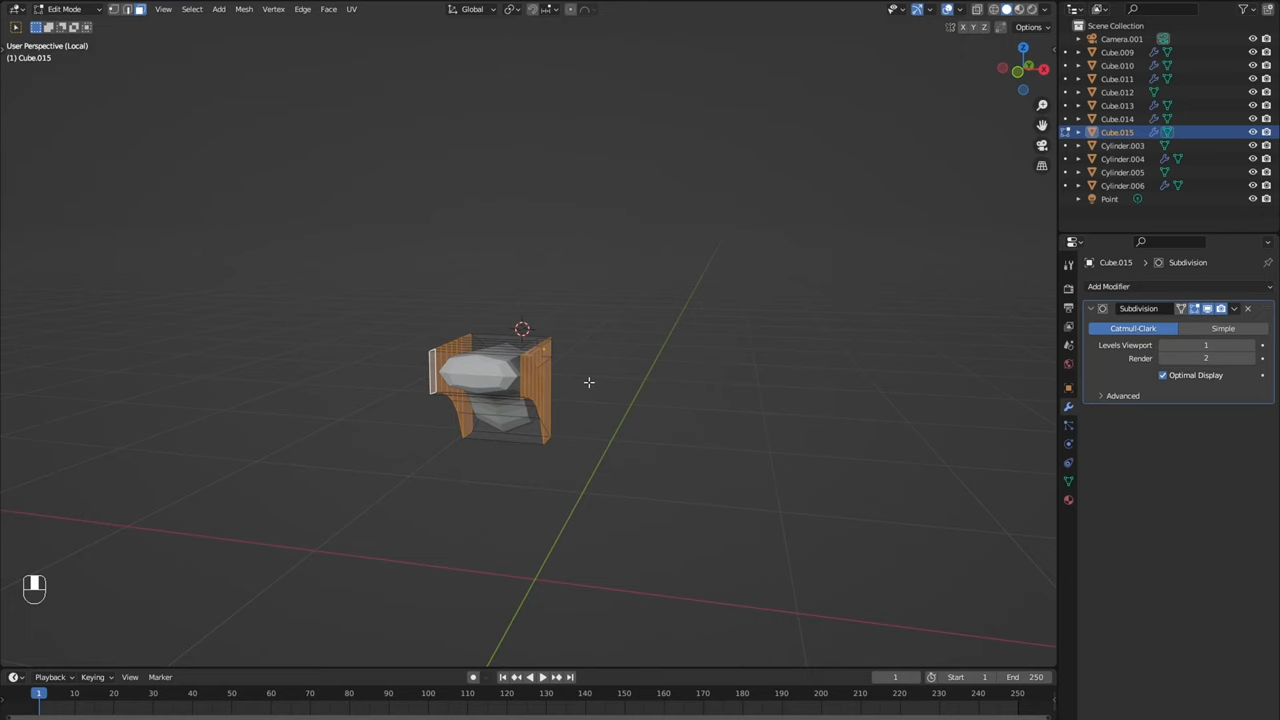 Edit Mode View Select Add Mesh Vertex Edge Face UV Global
X Y Z Options
User Perspective (Local)
(1) Cube.015
X
Y
Z
Scene Collection
Camera.001
Cube.009
Cube.010
Cube.011
Cube.012
Cube.013
Cube.014
Cube.015
Cylinder.003
Cylinder.004
Cylinder.005
Cylinder.006
Point
Cube.015 Subdivision
Add Modifier
Subdivision
Catmull-Clark Simple
Levels Viewport 1
Render 2
Optimal Display
Advanced
Playback Keying View Marker 1 Start 1 End 250
1 10 20 30 40 50 60 70 80 90 100 110 120 130 140 150 160 170 180 190 200 210 220 230 240 250